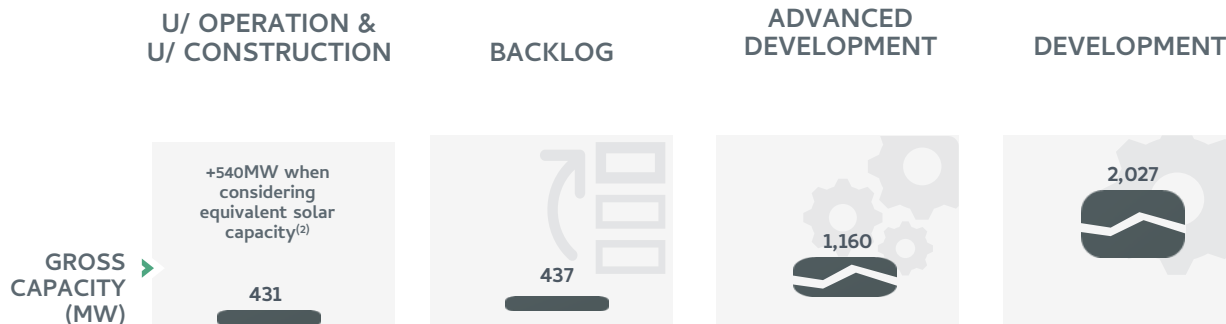 U/ OPERATION &
U/ CONSTRUCTION
BACKLOG
ADVANCED
DEVELOPMENT
DEVELOPMENT
+540MW when
considering
equivalent solar
capacity(2)
GROSS
CAPACITY
(MW)
431
437
1,160
2,027